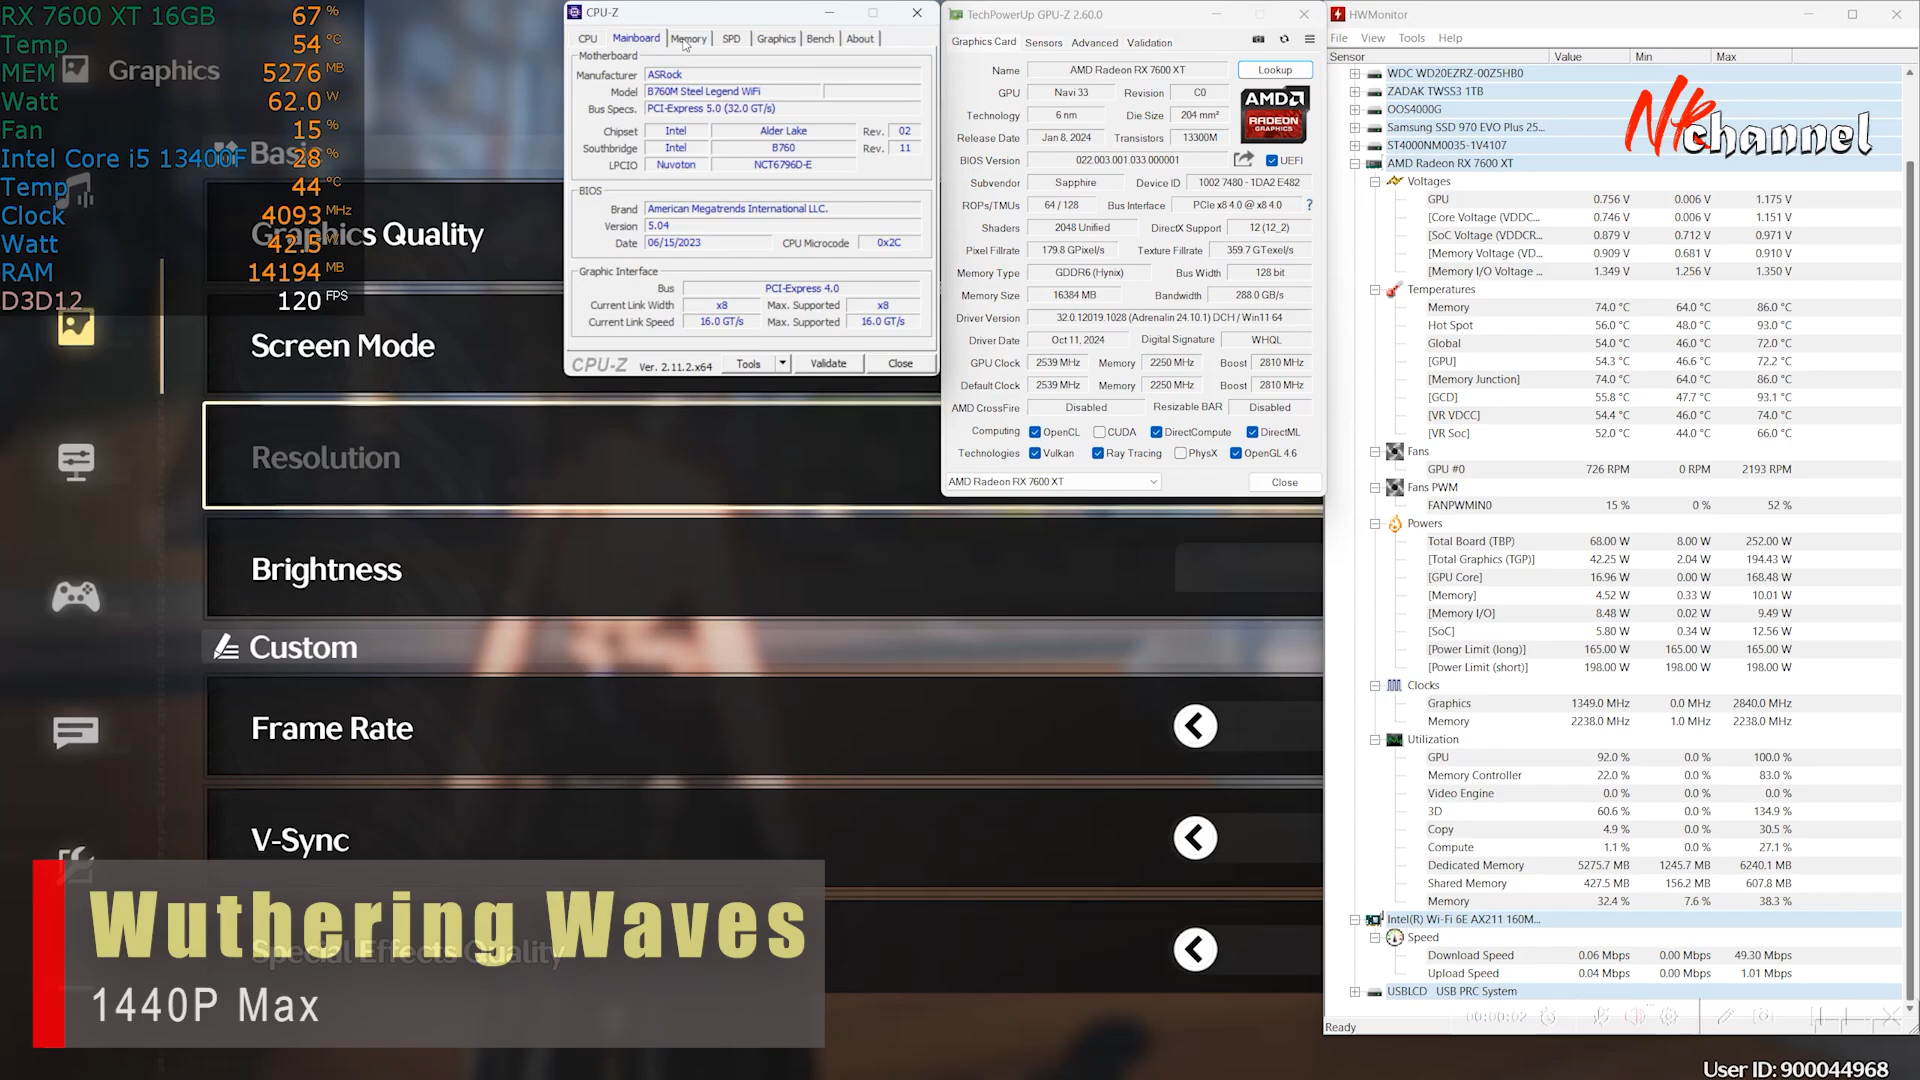 RX 7600 XT 16GB 67 %
Temp 54 °C
MEM 5276 MB
Watt 62.0 W
Fan 15 %
Intel Core i5 13400F 28 %
Temp 44 °C
Clock 4093 MHz
Watt 42.5 W
RAM 14194 MB
D3D12 120 FPS
Graphics
Basic
Graphics Quality
Screen Mode
Resolution
Brightness
Custom
Frame Rate
V-Sync
Special Effects Quality
Wuthering Waves
1440P Max
CPU-Z
CPU Mainboard Memory SPD Graphics Bench About
Motherboard
Manufacturer ASRock
Model B760M Steel Legend WiFi
Bus Specs. PCI-Express 5.0 (32.0 GT/s)
Chipset Intel Alder Lake Rev. 02
Southbridge Intel B760 Rev. 11
LPCIO Nuvoton NCT6796D-E
BIOS
Brand American Megatrends International LLC.
Version 5.04
Date 06/15/2023 CPU Microcode 0x2C
Graphic Interface
Bus PCI-Express 4.0
Current Link Width x8 Max. Supported x8
Current Link Speed 16.0 GT/s Max. Supported 16.0 GT/s
CPU-Z Ver. 2.11.2.x64 Tools Validate Close
TechPowerUp GPU-Z 2.60.0
Graphics Card Sensors Advanced Validation
Name AMD Radeon RX 7600 XT Lookup
GPU Navi 33 Revision C0
AMD RADEON GRAPHICS
Technology 6 nm Die Size 204 mm²
Release Date Jan 8, 2024 Transistors 13300M
BIOS Version 022.003.001.033.000001 UEFI
Subvendor Sapphire Device ID 1002 7480 - 1DA2 E482
ROPs/TMUs 64 / 128 Bus Interface PCIe x8 4.0 @ x8 4.0 ?
Shaders 2048 Unified DirectX Support 12 (12_2)
Pixel Fillrate 179.8 GPixel/s Texture Fillrate 359.7 GTexel/s
Memory Type GDDR6 (Hynix) Bus Width 128 bit
Memory Size 16384 MB Bandwidth 288.0 GB/s
Driver Version 32.0.12019.1028 (Adrenalin 24.10.1) DCH / Win11 64
Driver Date Oct 11, 2024 Digital Signature WHQL
GPU Clock 2539 MHz Memory 2250 MHz Boost 2810 MHz
Default Clock 2539 MHz Memory 2250 MHz Boost 2810 MHz
AMD CrossFire Disabled Resizable BAR Disabled
Computing OpenCL CUDA DirectCompute DirectML
Technologies Vulkan Ray Tracing PhysX OpenGL 4.6
AMD Radeon RX 7600 XT Close
HWMonitor
File View Tools Help
Sensor Value Min Max
WDC WD20EZRZ-00Z5HB0
ZADAK TWSS3 1TB
OOS4000G
Samsung SSD 970 EVO Plus 25...
ST4000NM0035-1V4107
AMD Radeon RX 7600 XT
NK channel
Voltages
GPU 0.756 V 0.006 V 1.175 V
[Core Voltage (VDDC... 0.746 V 0.006 V 1.151 V
[SoC Voltage (VDDCR... 0.879 V 0.712 V 0.971 V
[Memory Voltage (VD... 0.909 V 0.681 V 0.910 V
[Memory I/O Voltage ... 1.349 V 1.256 V 1.350 V
Temperatures
Memory 74.0 °C 64.0 °C 86.0 °C
Hot Spot 56.0 °C 48.0 °C 93.0 °C
Global 54.0 °C 46.0 °C 72.0 °C
[GPU] 54.3 °C 46.6 °C 72.2 °C
[Memory Junction] 74.0 °C 64.0 °C 86.0 °C
[GCD] 55.8 °C 47.7 °C 93.1 °C
[VR VDCC] 54.4 °C 46.0 °C 74.0 °C
[VR Soc] 52.0 °C 44.0 °C 66.0 °C
Fans
GPU #0 726 RPM 0 RPM 2193 RPM
Fans PWM
FANPWMIN0 15 % 0 % 52 %
Powers
Total Board (TBP) 68.00 W 8.00 W 252.00 W
[Total Graphics (TGP)] 42.25 W 2.04 W 194.43 W
[GPU Core] 16.96 W 0.00 W 168.48 W
[Memory] 4.52 W 0.33 W 10.01 W
[Memory I/O] 8.48 W 0.02 W 9.49 W
[SoC] 5.80 W 0.34 W 12.56 W
[Power Limit (long)] 165.00 W 165.00 W 165.00 W
[Power Limit (short)] 198.00 W 198.00 W 198.00 W
Clocks
Graphics 1349.0 MHz 0.0 MHz 2840.0 MHz
Memory 2238.0 MHz 1.0 MHz 2238.0 MHz
Utilization
GPU 92.0 % 0.0 % 100.0 %
Memory Controller 22.0 % 0.0 % 83.0 %
Video Engine 0.0 % 0.0 % 0.0 %
3D 60.6 % 0.0 % 134.9 %
Copy 4.9 % 0.0 % 30.5 %
Compute 1.1 % 0.0 % 27.1 %
Dedicated Memory 5275.7 MB 1245.7 MB 6240.1 MB
Shared Memory 427.5 MB 156.2 MB 607.8 MB
Memory 32.4 % 7.6 % 38.3 %
Intel(R) Wi-Fi 6E AX211 160M...
Speed
Download Speed 0.06 Mbps 0.00 Mbps 49.30 Mbps
Upload Speed 0.04 Mbps 0.00 Mbps 1.01 Mbps
USBLCD USB PRC System
00:00:02
Ready
User ID: 900044968